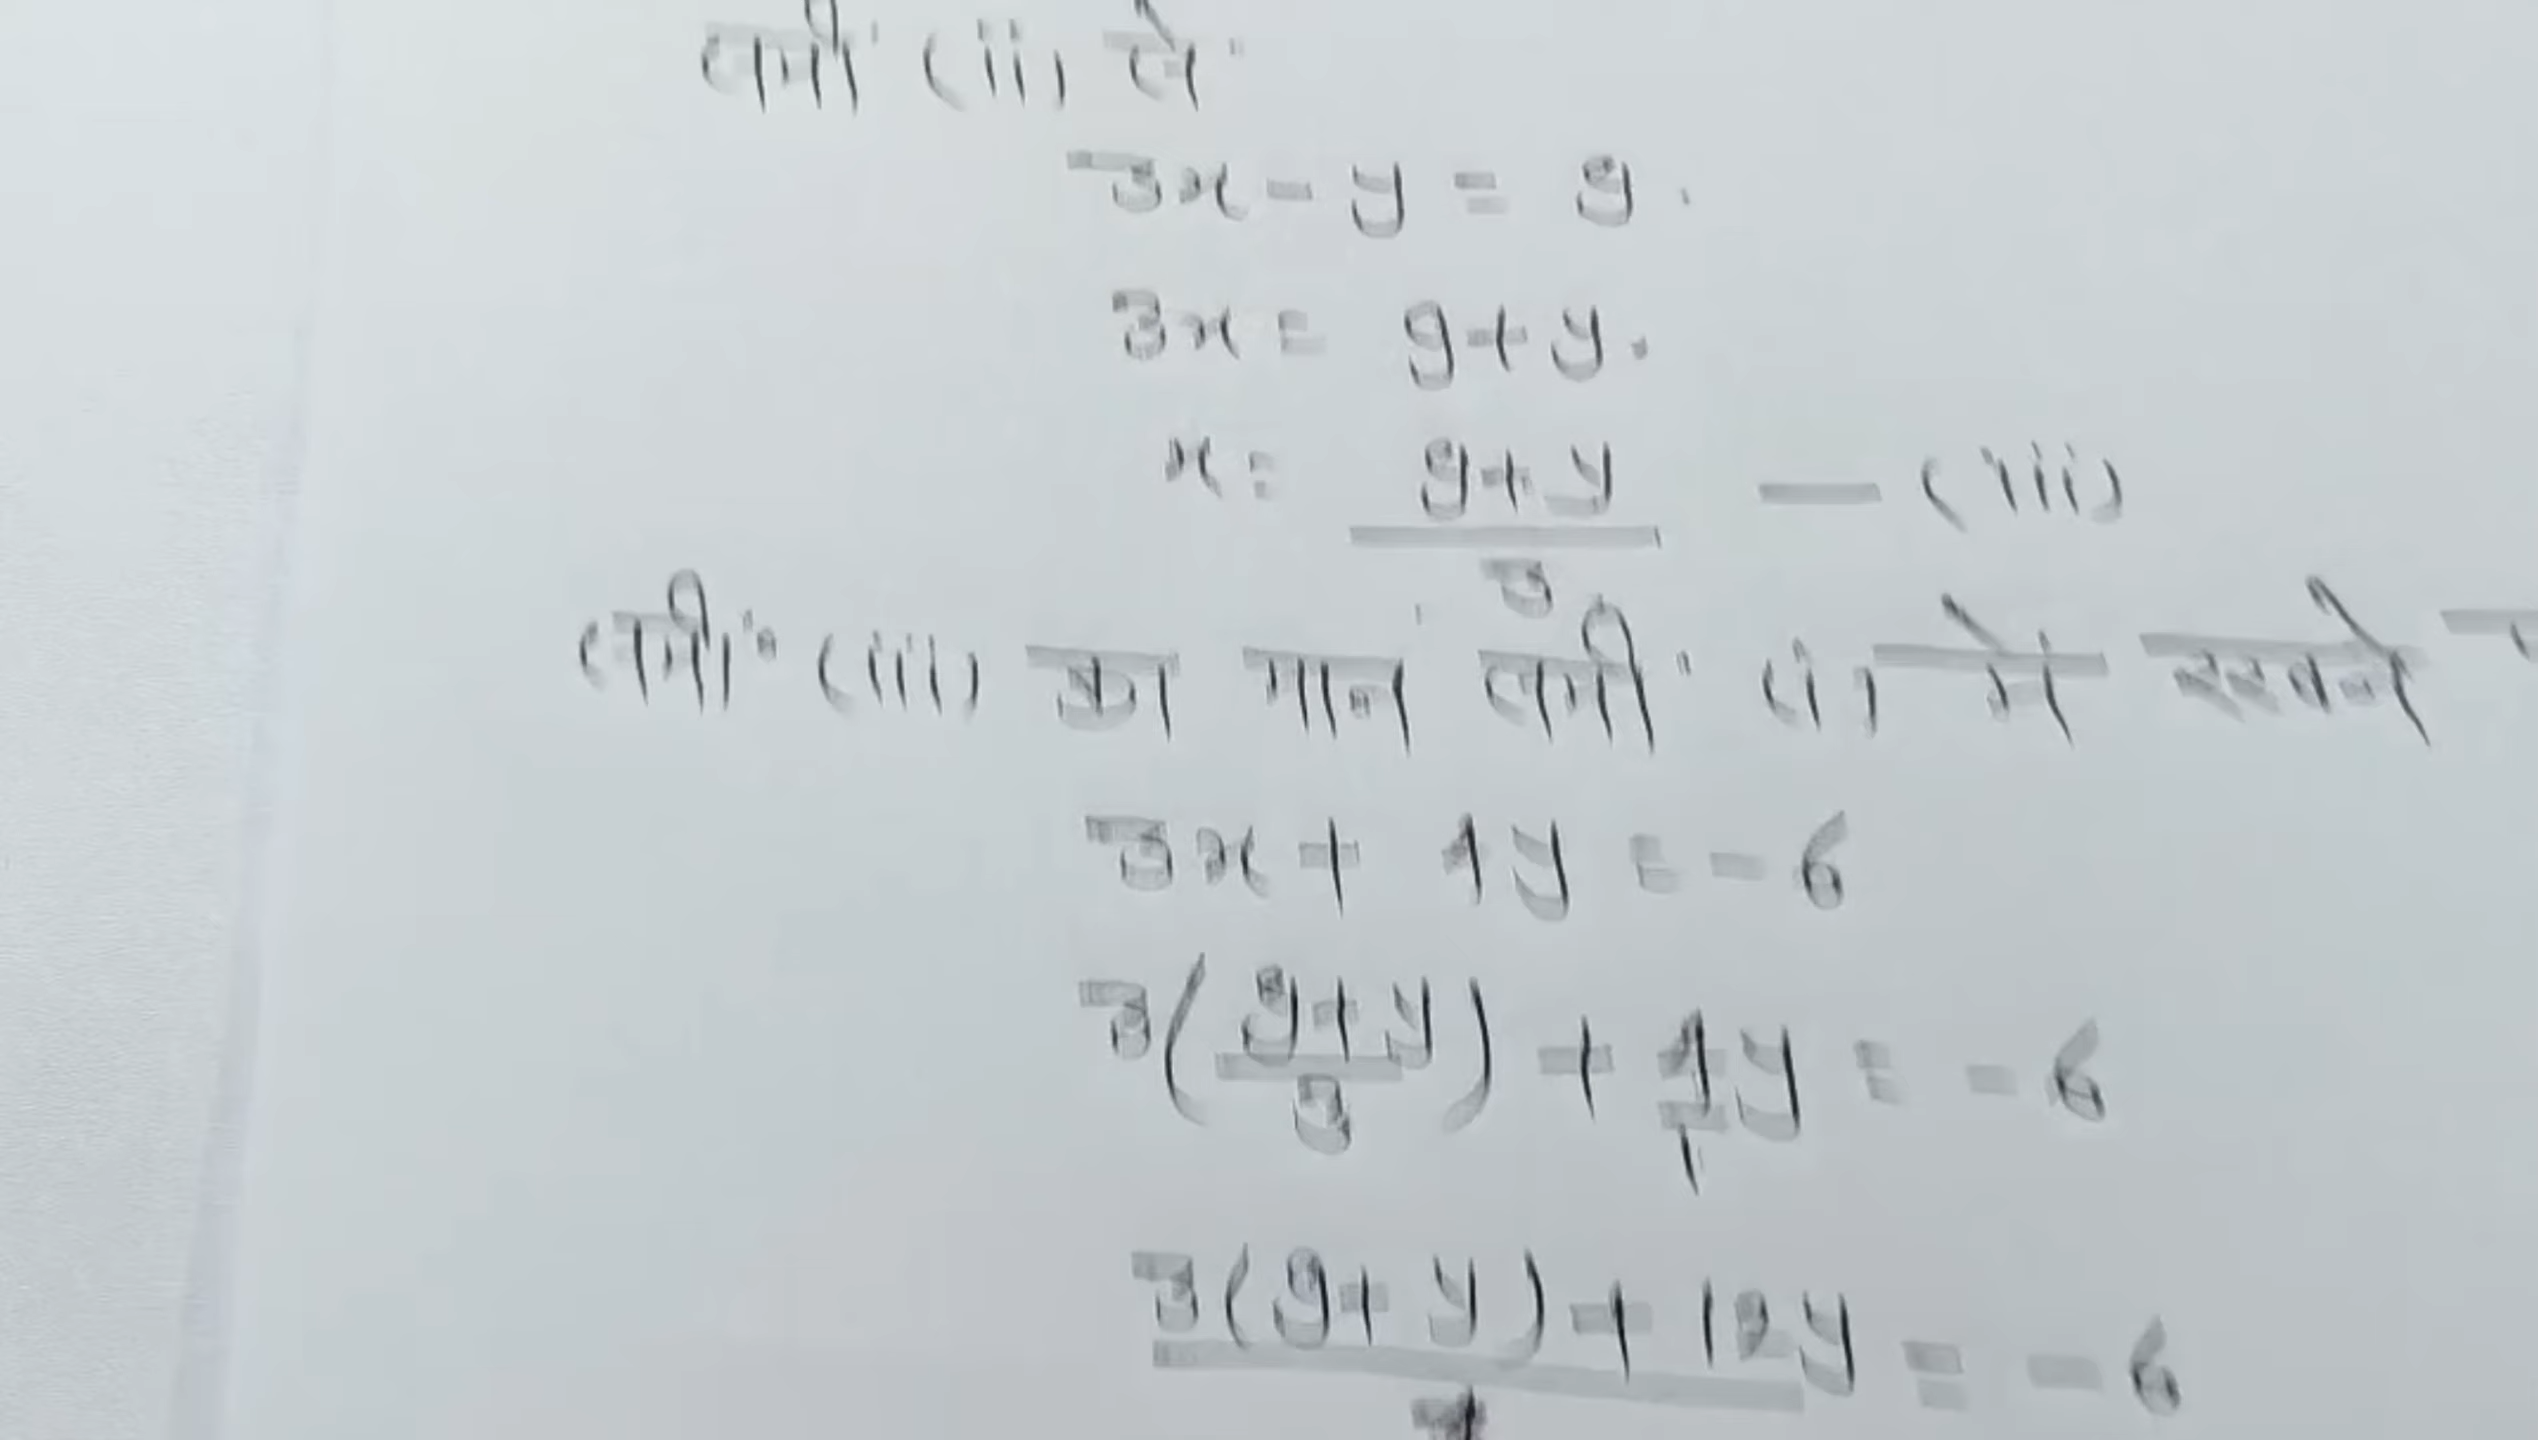 समी॰ (ii) से
3x - y = 9.
3x = 9 + y.
x = 9 + y / 3 — (iii)
समी॰ (iii) का मान समी॰ (i) में रखने
3x + 4y = - 6
3(9 + y / 3) + 4y / 1 = - 6
3(9 + y) + 12y / = - 6